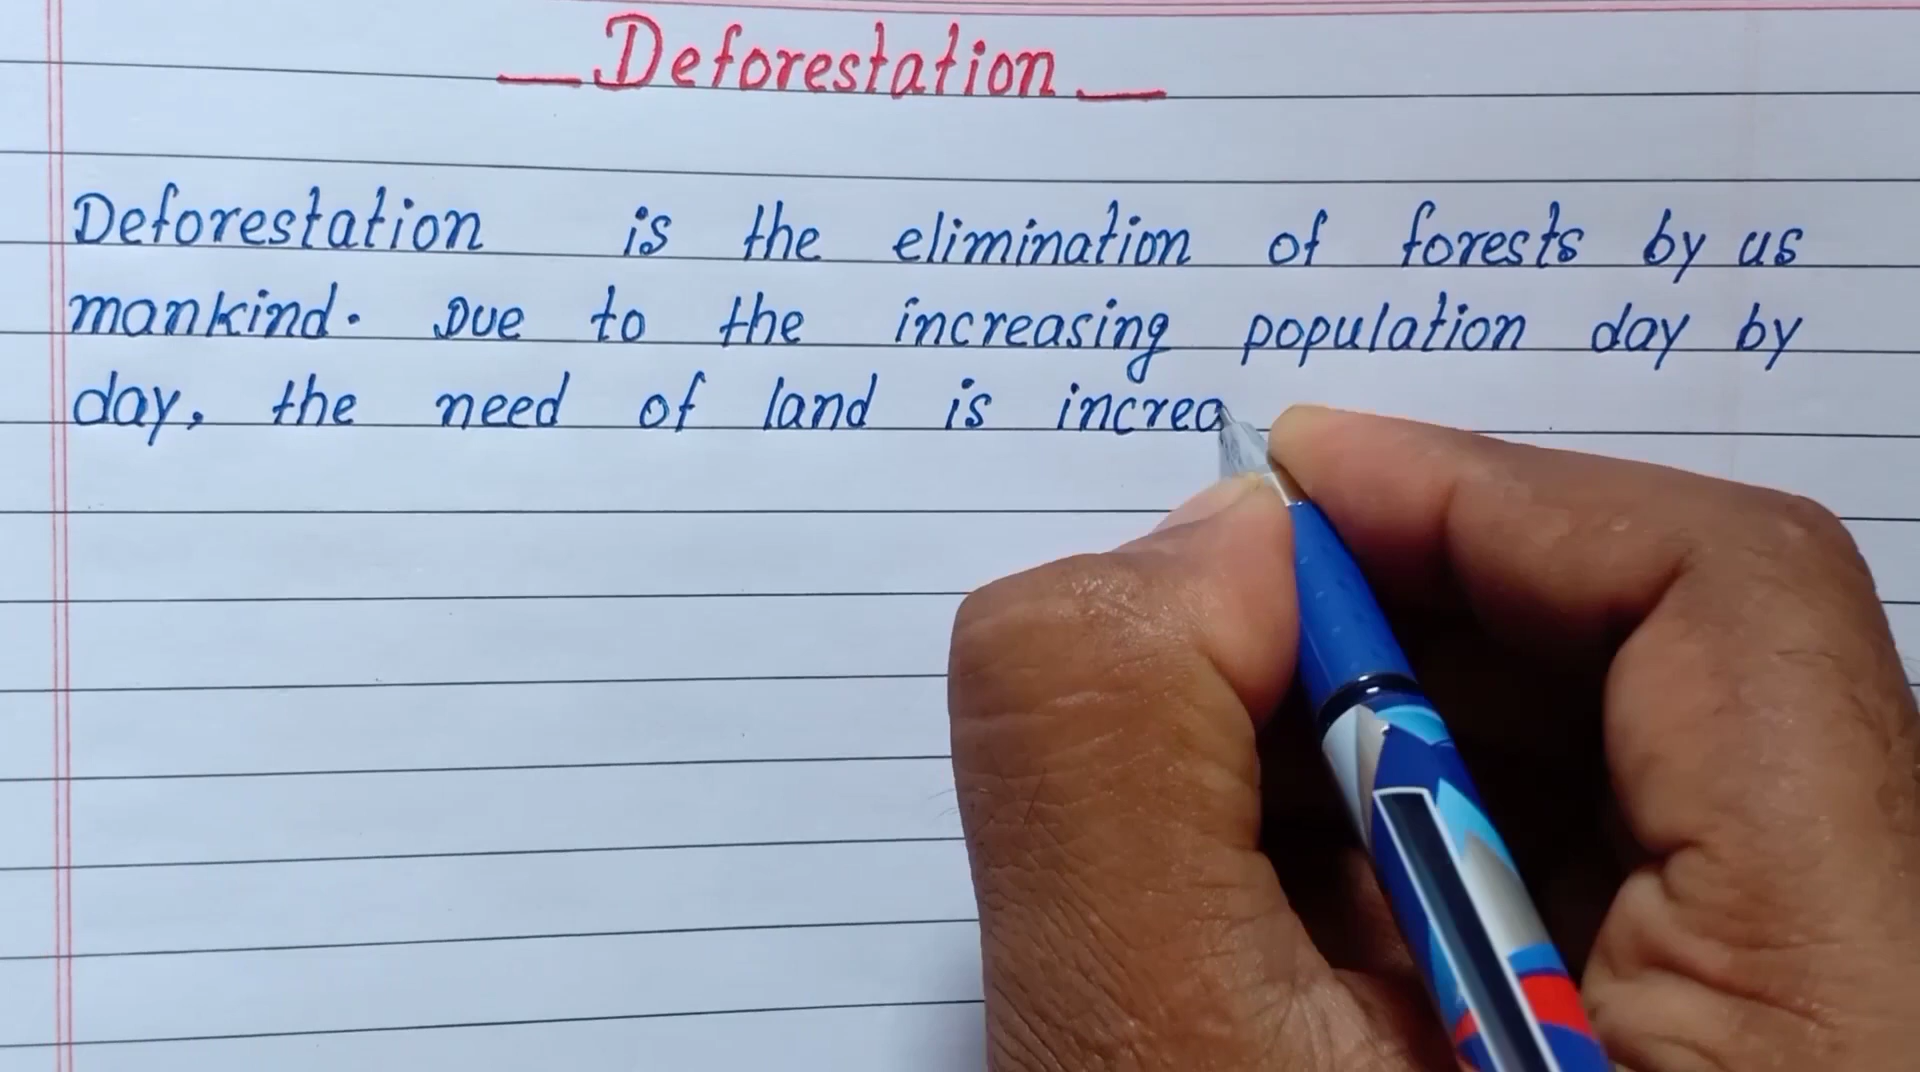 Deforestation
Deforestation is the elimination of forests by us
mankind. Due to the increasing population day by
day, the need of land is increa